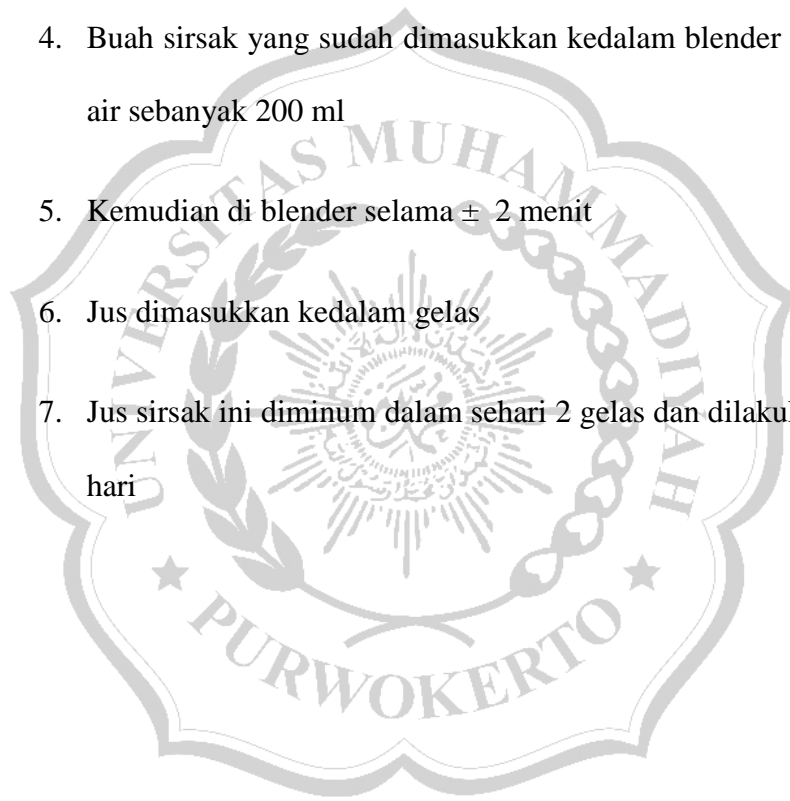 4. Buah sirsak yang sudah dimasukkan kedalam blender
air sebanyak 200 ml
5. Kemudian di blender selama ± 2 menit
6. Jus dimasukkan kedalam gelas
7. Jus sirsak ini diminum dalam sehari 2 gelas dan
hari
UNIVERSITAS MUHAMMADIYAH
PURWOKERTO